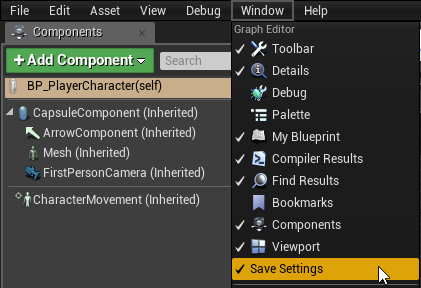 File Edit Asset View Debug Window Help
Components
Add Component
Search
BP_PlayerCharacter(self)
CapsuleComponent (Inherited)
ArrowComponent (Inherited)
Mesh (Inherited)
FirstPersonCamera (Inherited)
CharacterMovement (Inherited)
Graph Editor
Toolbar
Details
Debug
Palette
My Blueprint
Compiler Results
Find Results
Bookmarks
Components
Viewport
Save Settings